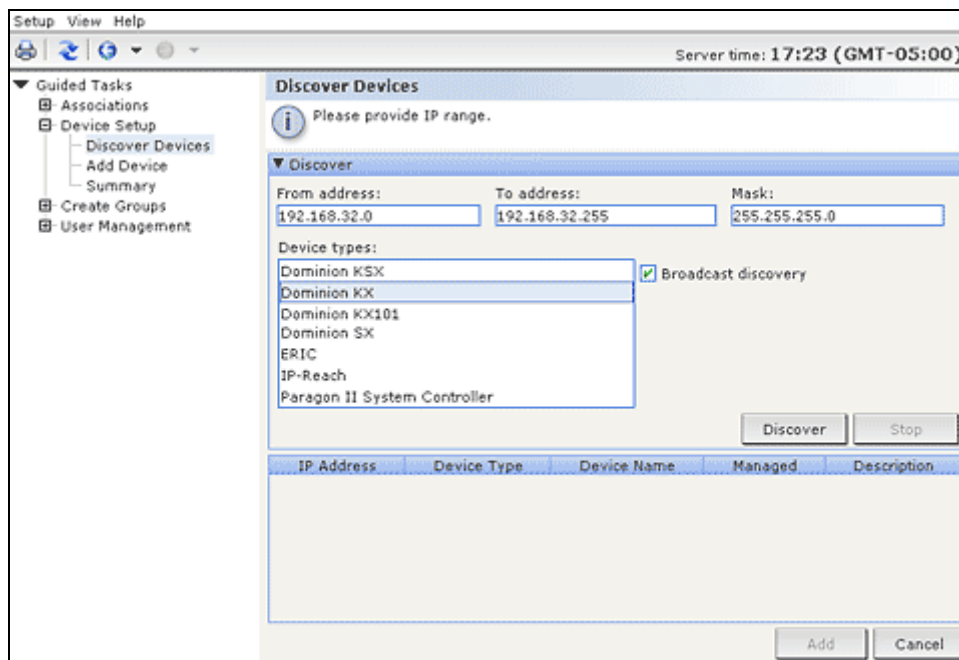 Setup View Help
Server time: 17:23 (GMT-05:00)
Guided Tasks
Associations
Device Setup
Discover Devices
Add Device
Summary
Create Groups
User Management
Discover Devices
Please provide IP range.
Discover
From address: To address: Mask:
192.168.32.0 192.168.32.255 255.255.255.0
Device types:
Dominion KSX
Dominion KX
Dominion KX101
Dominion SX
ERIC
IP-Reach
Paragon II System Controller
Broadcast discovery
Discover Stop
IP Address Device Type Device Name Managed Description
Add Cancel